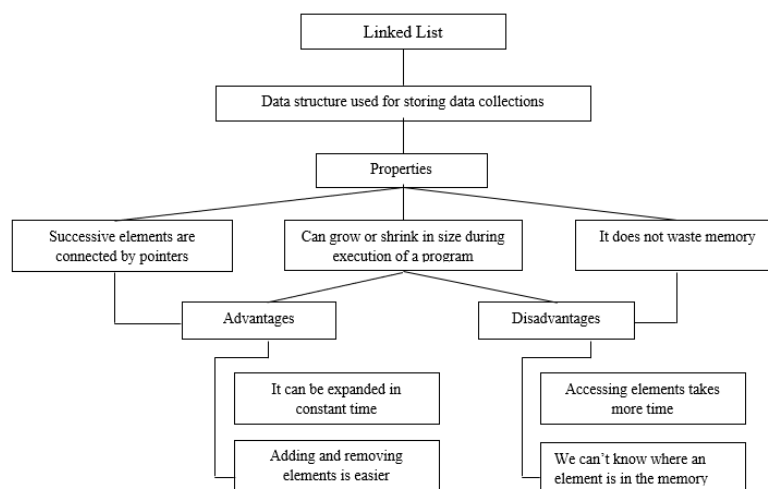 Linked List
Data structure used for storing data collections
Properties
Successive elements are
connected by pointers
Can grow or shrink in size during
execution of a program
It does not waste memory
Advantages
Disadvantages
It can be expanded in
constant time
Accessing elements takes
more time
Adding and removing
elements is easier
We can’t know where an
element is in the memory